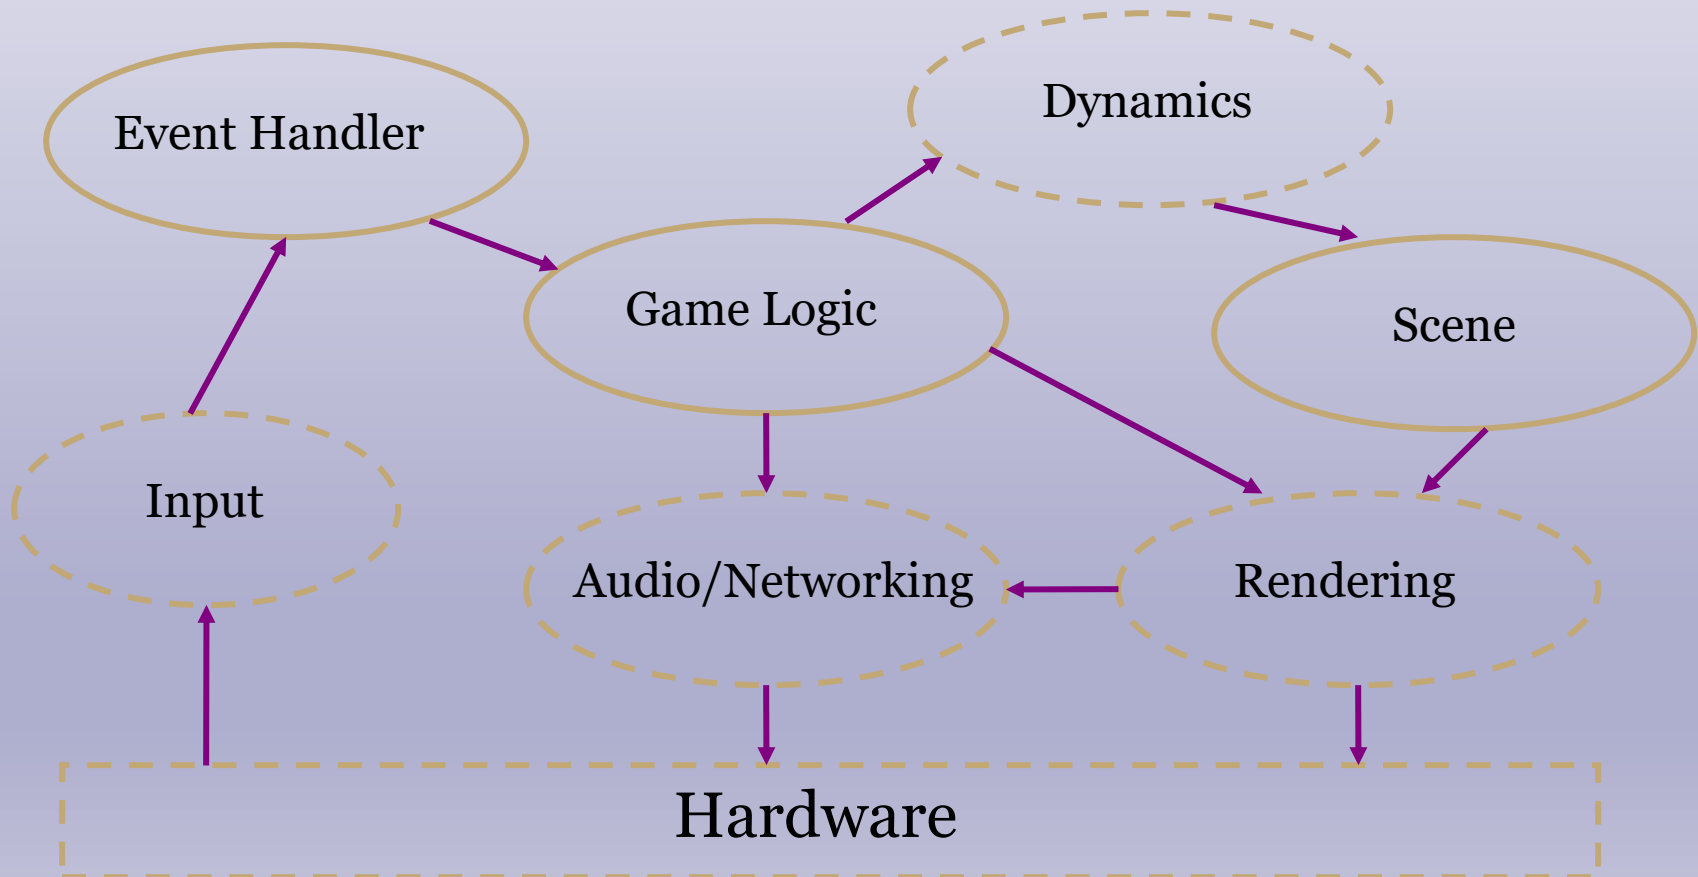 Dynamics
Event Handler
Game Logic
Scene
Input
Audio/Networking
Rendering
Hardware